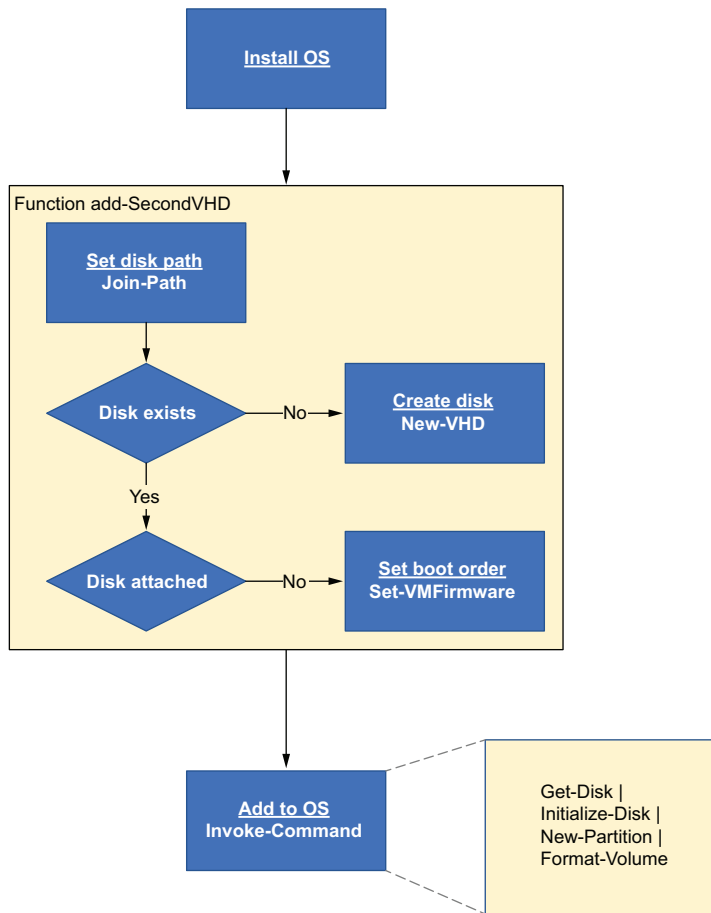 Install OS
Function add-SecondVHD
Set disk path
Join-Path
Disk exists
No
Create disk
New-VHD
Yes
Disk attached
No
Set boot order
Set-VMFirmware
Add to OS
Invoke-Command
Get-Disk |
Initialize-Disk |
New-Partition |
Format-Volume